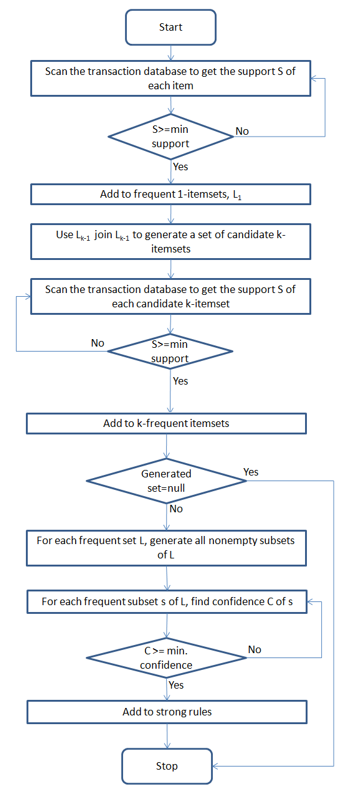 Start
Scan the transaction database to get the support S of
each item
S>=min
support
No
Yes
Add to frequent 1-itemsets, L1
Use Lk-1 join Lk-1 to generate a set of candidate k-
itemsets
Scan the transaction database to get the support S of
each candidate k-itemset
No
S>=min
support
Yes
Add to k-frequent itemsets
Generated
set=null
Yes
No
For each frequent set L, generate all nonempty subsets
of L
For each frequent subset s of L, find confidence C of s
C >= min.
confidence
No
Yes
Add to strong rules
Stop